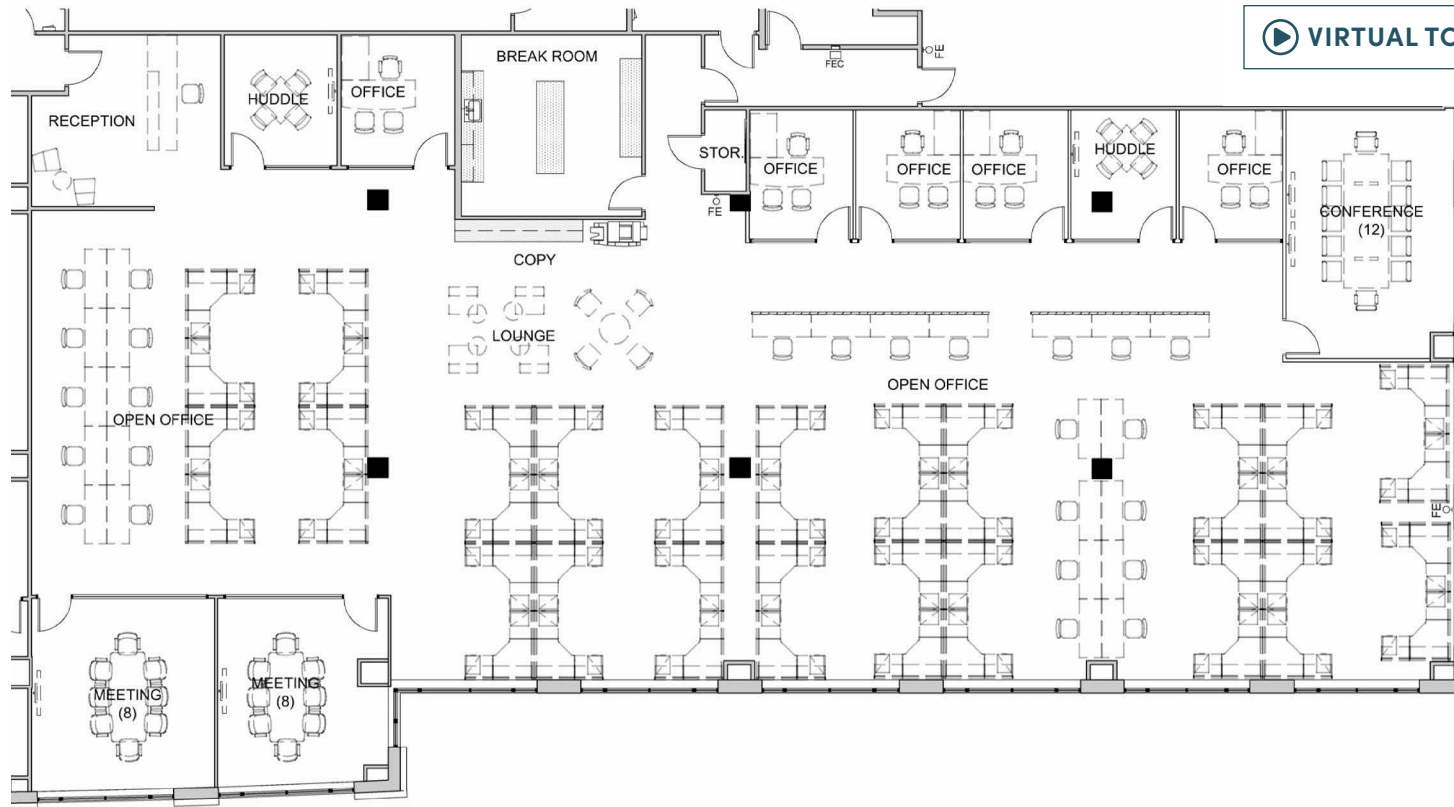 VIRTUAL TO
FE
FEC
BREAK ROOM
HUDDLE
OFFICE
RECEPTION
STOR.
OFFICE
OFFICE
OFFICE
HUDDLE
OFFICE
CONFERENCE
(12)
FE
COPY
LOUNGE
OPEN OFFICE
OPEN OFFICE
FE
MEETING
(8)
MEETING
(8)